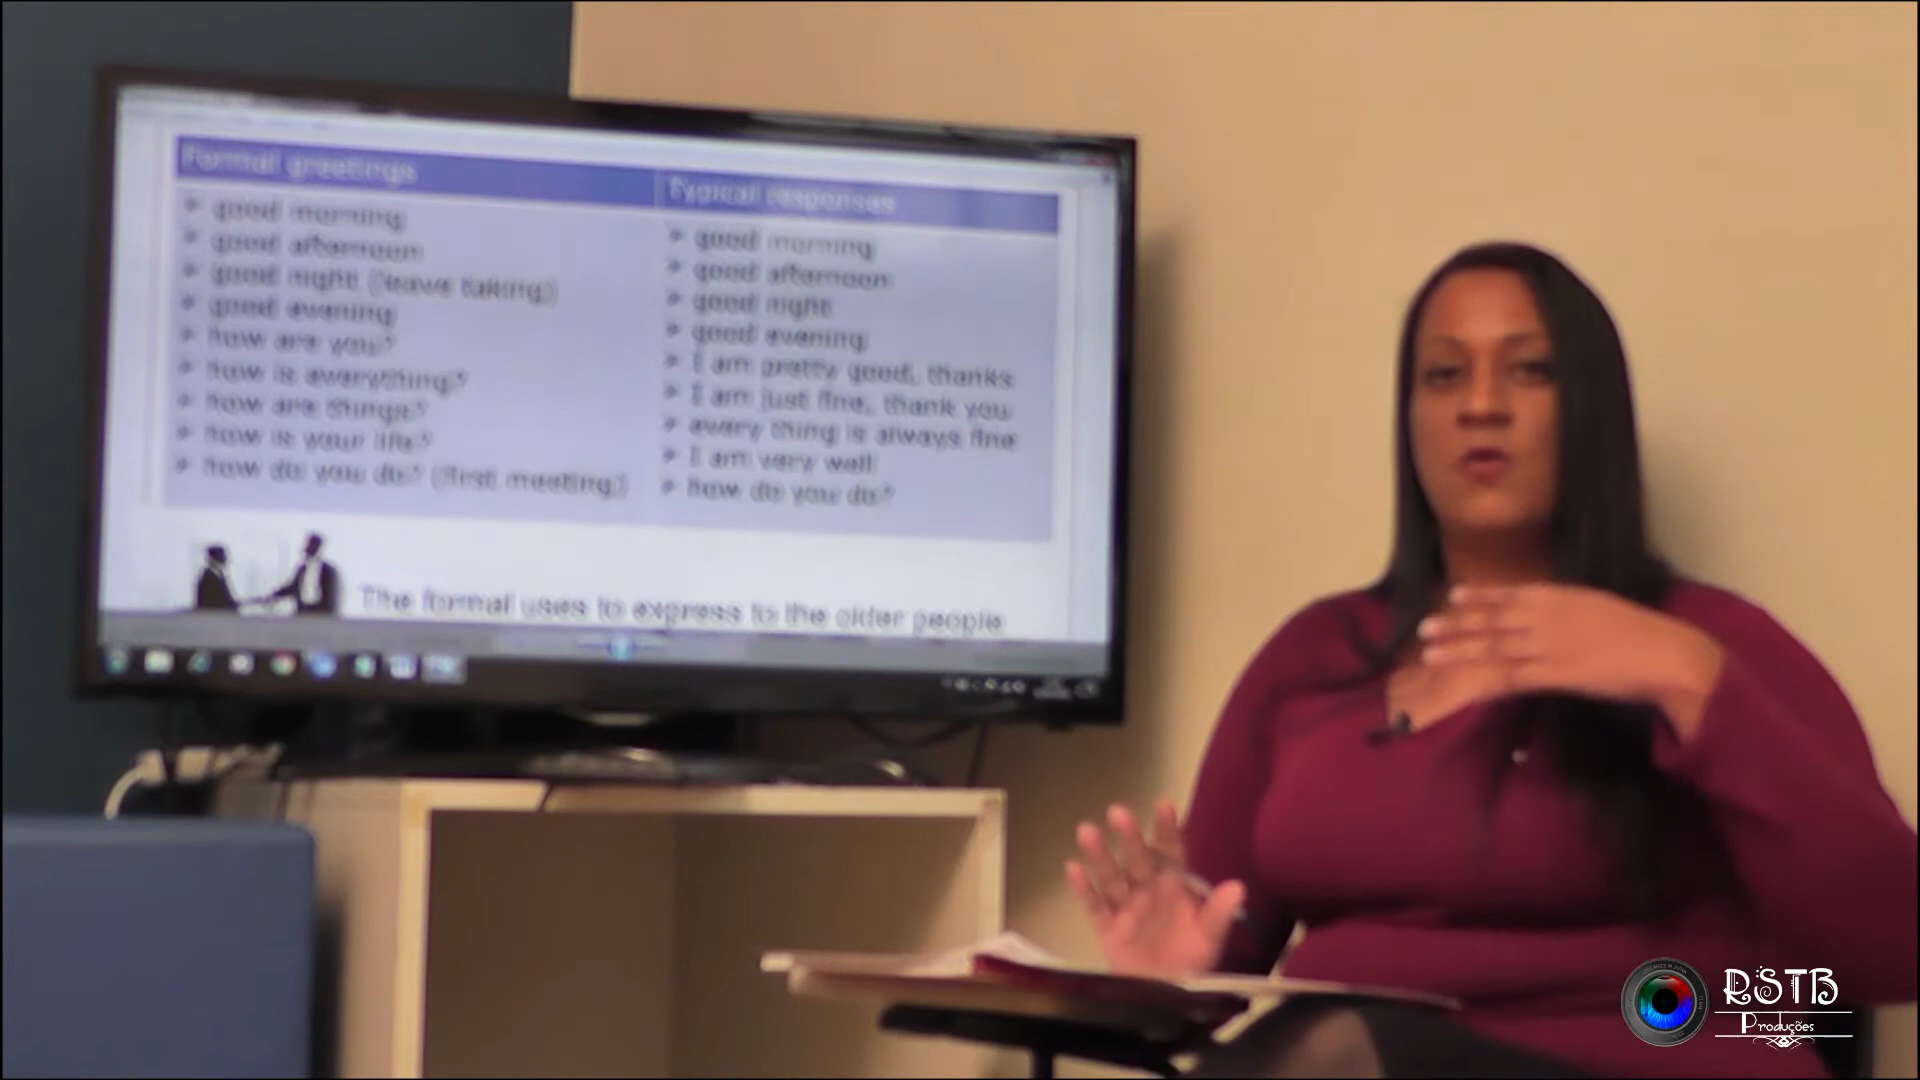 Formal greetings
Typical responses
good morning
good afternoon
good night (leave taking)
good evening
how are you?
how is everything?
how are things?
how is your life?
how do you do? (first meeting)
good morning
good afternoon
good night
good evening
I am pretty good, thanks
I am just fine, thank you
every thing is always fine
I am very well
how do you do?
The formal uses to express to the older people
RSTB
Produções